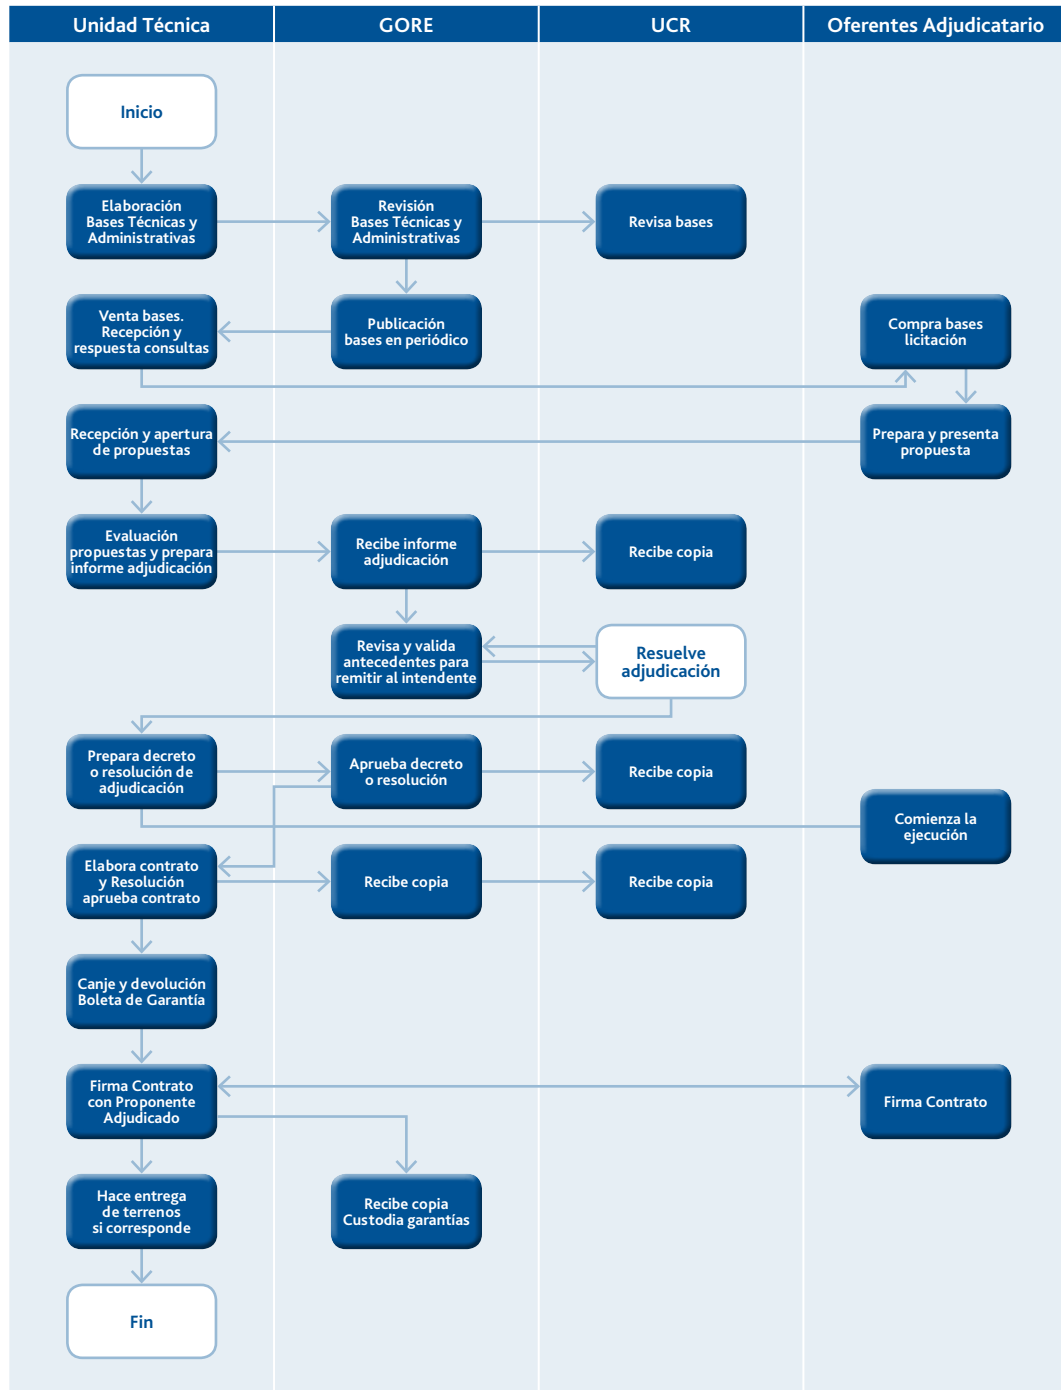 Unidad Técnica
GORE
UCR
Oferentes Adjudicatario
Inicio
Elaboración
Bases Técnicas y
Administrativas
Revisión
Bases Técnicas y
Administrativas
Revisa bases
Venta bases.
Recepción y
respuesta consultas
Publicación
bases en periódico
Compra bases
licitación
Recepción y apertura
de propuestas
Prepara y presenta
propuesta
Evaluación
propuestas y prepara
informe adjudicación
Recibe informe
adjudicación
Recibe copia
Revisa y valida
antecedentes para
remitir al intendente
Resuelve
adjudicación
Prepara decreto
o resolución de
adjudicación
Aprueba decreto
o resolución
Recibe copia
Comienza la
ejecución
Elabora contrato
y Resolución
aprueba contrato
Recibe copia
Recibe copia
Canje y devolución
Boleta de Garantía
Firma Contrato
con Proponente
Adjudicado
Firma Contrato
Hace entrega
de terrenos
si corresponde
Recibe copia
Custodia garantías
Fin